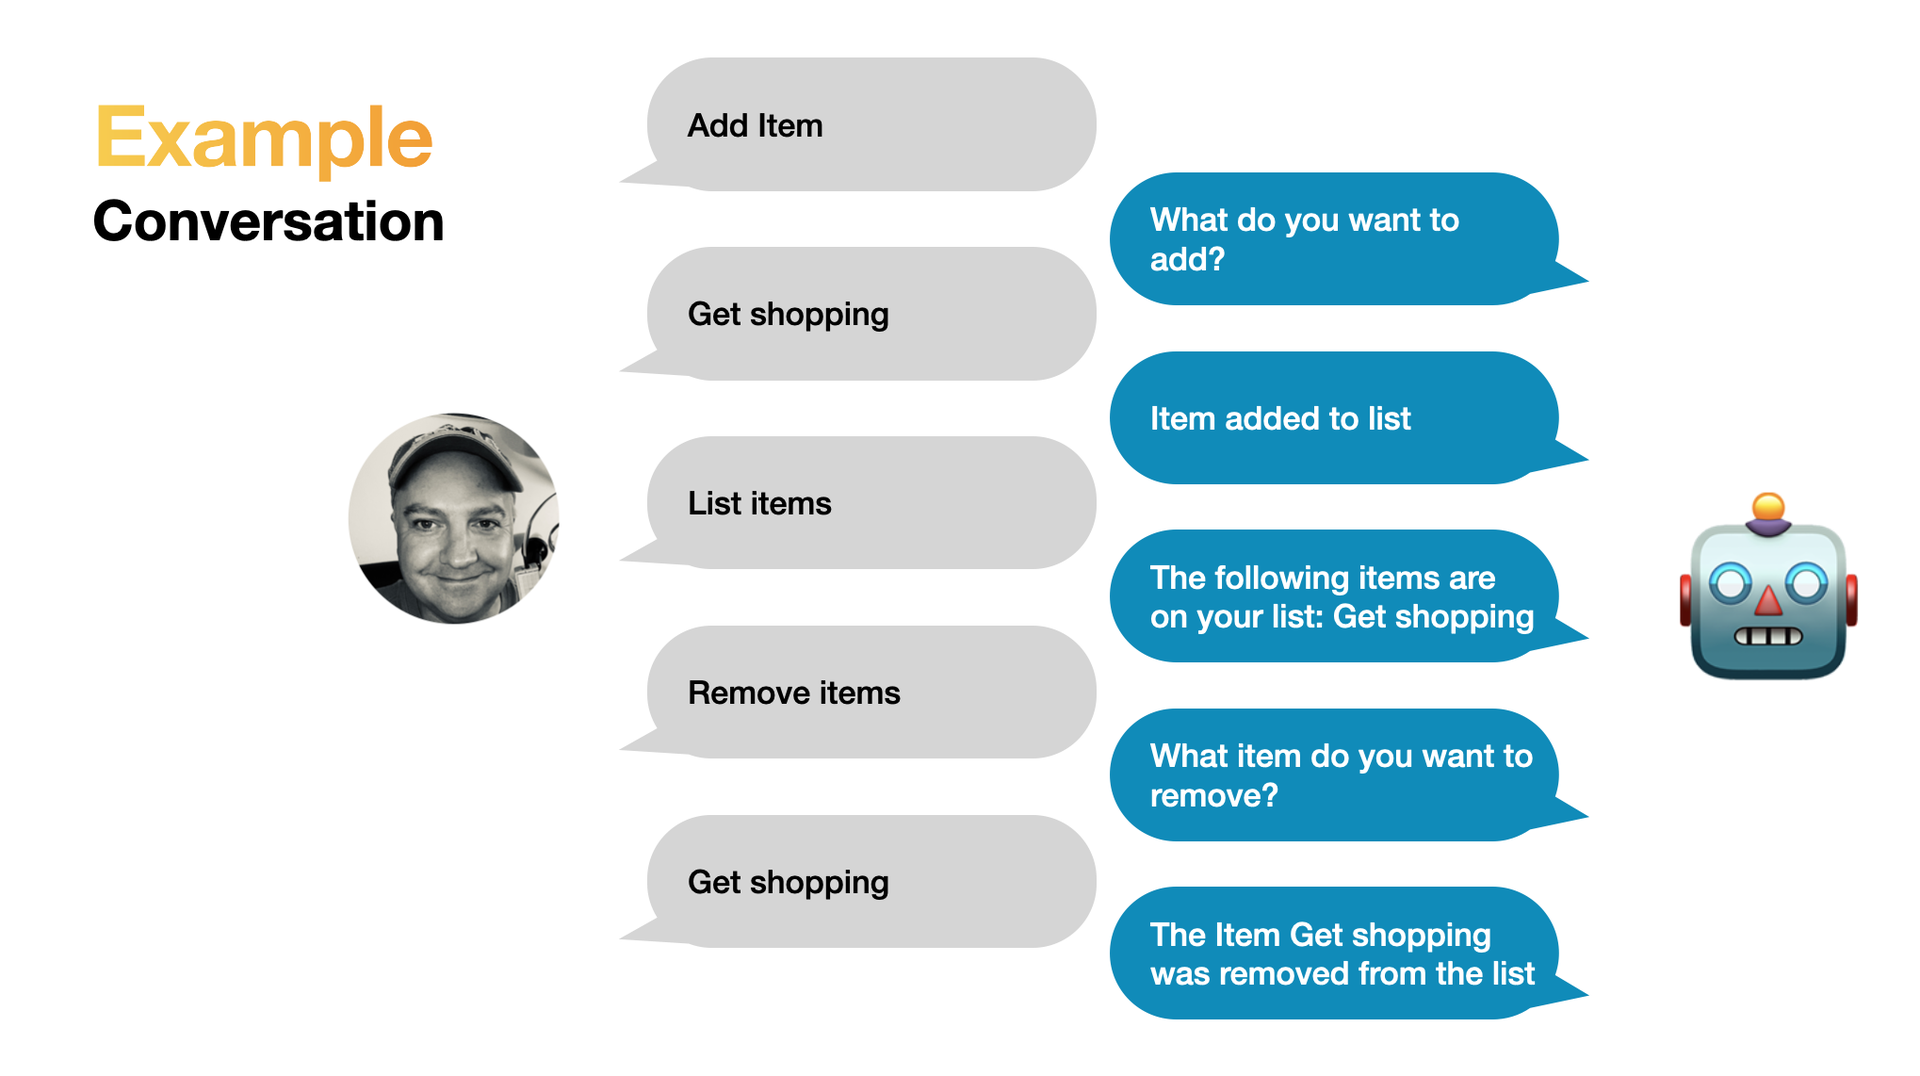 Example
Conversation
Add Item
What do you want to
add?
Get shopping
Item added to list
List items
The following items are
on your list: Get shopping
Remove items
What item do you want to
remove?
Get shopping
The Item Get shopping
was removed from the list